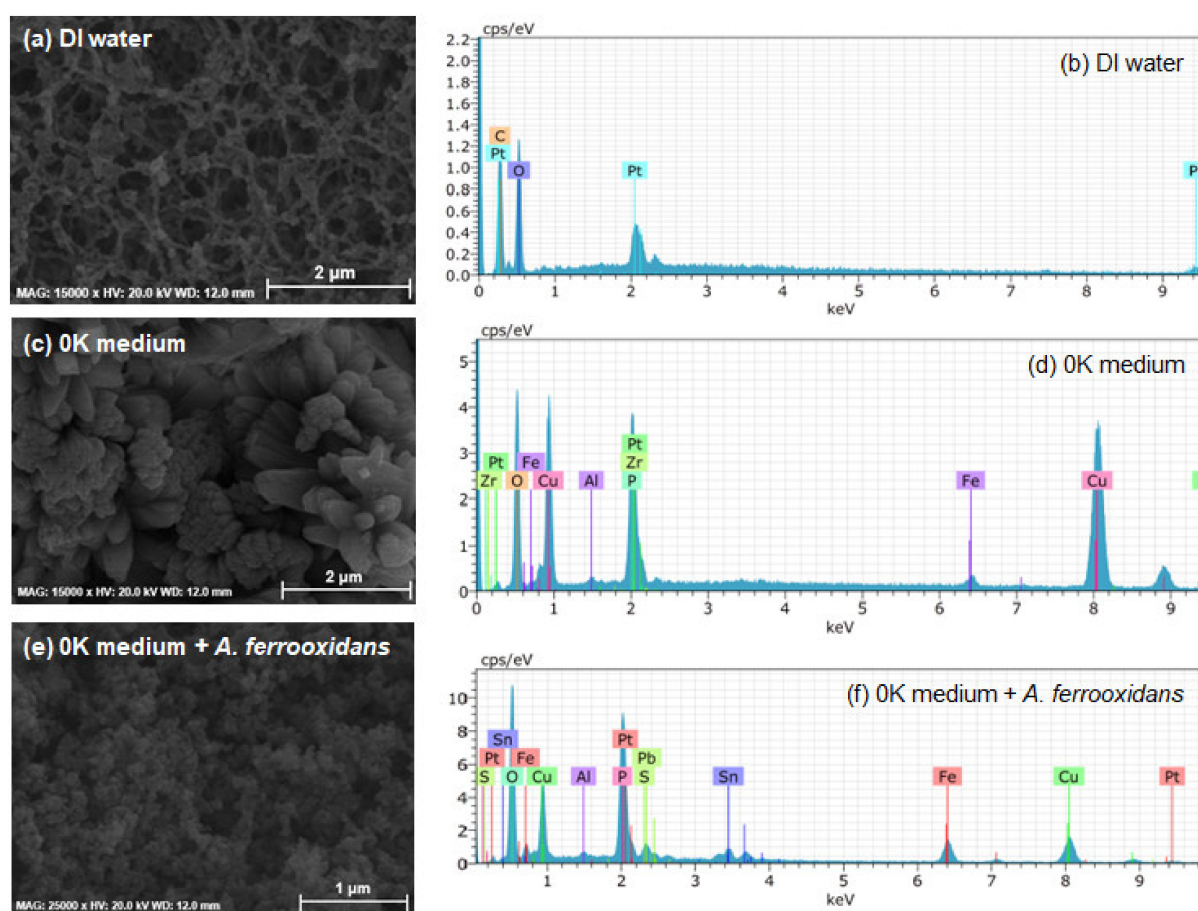 (a) DI water
2 µm
MAG: 15000 x HV: 20.0 kV WD: 12.0 mm
cps/eV
(b) DI water
2.2
2.0
1.8
1.6
1.4
1.2
1.0
0.8
0.6
0.4
0.2
0.0
C
Pt
O
Pt
P
0 1 2 3 4 5 6 7 8 9
keV
(c) 0K medium
2 µm
MAG: 15000 x HV: 20.0 kV WD: 12.0 mm
cps/eV
(d) 0K medium
5
4
3
2
1
0
Pt
Pt Fe Zr
Zr O Cu Al P Fe Cu
0 1 2 3 4 5 6 7 8 9
keV
(e) 0K medium + A. ferrooxidans
1 µm
MAG: 25000 x HV: 20.0 kV WD: 12.0 mm
cps/eV
(f) 0K medium + A. ferrooxidans
10
8
6
4
2
0
Sn Pt
Pt Fe Pb
S O Cu Al P S Sn Fe Cu Pt
1 2 3 4 5 6 7 8 9
keV